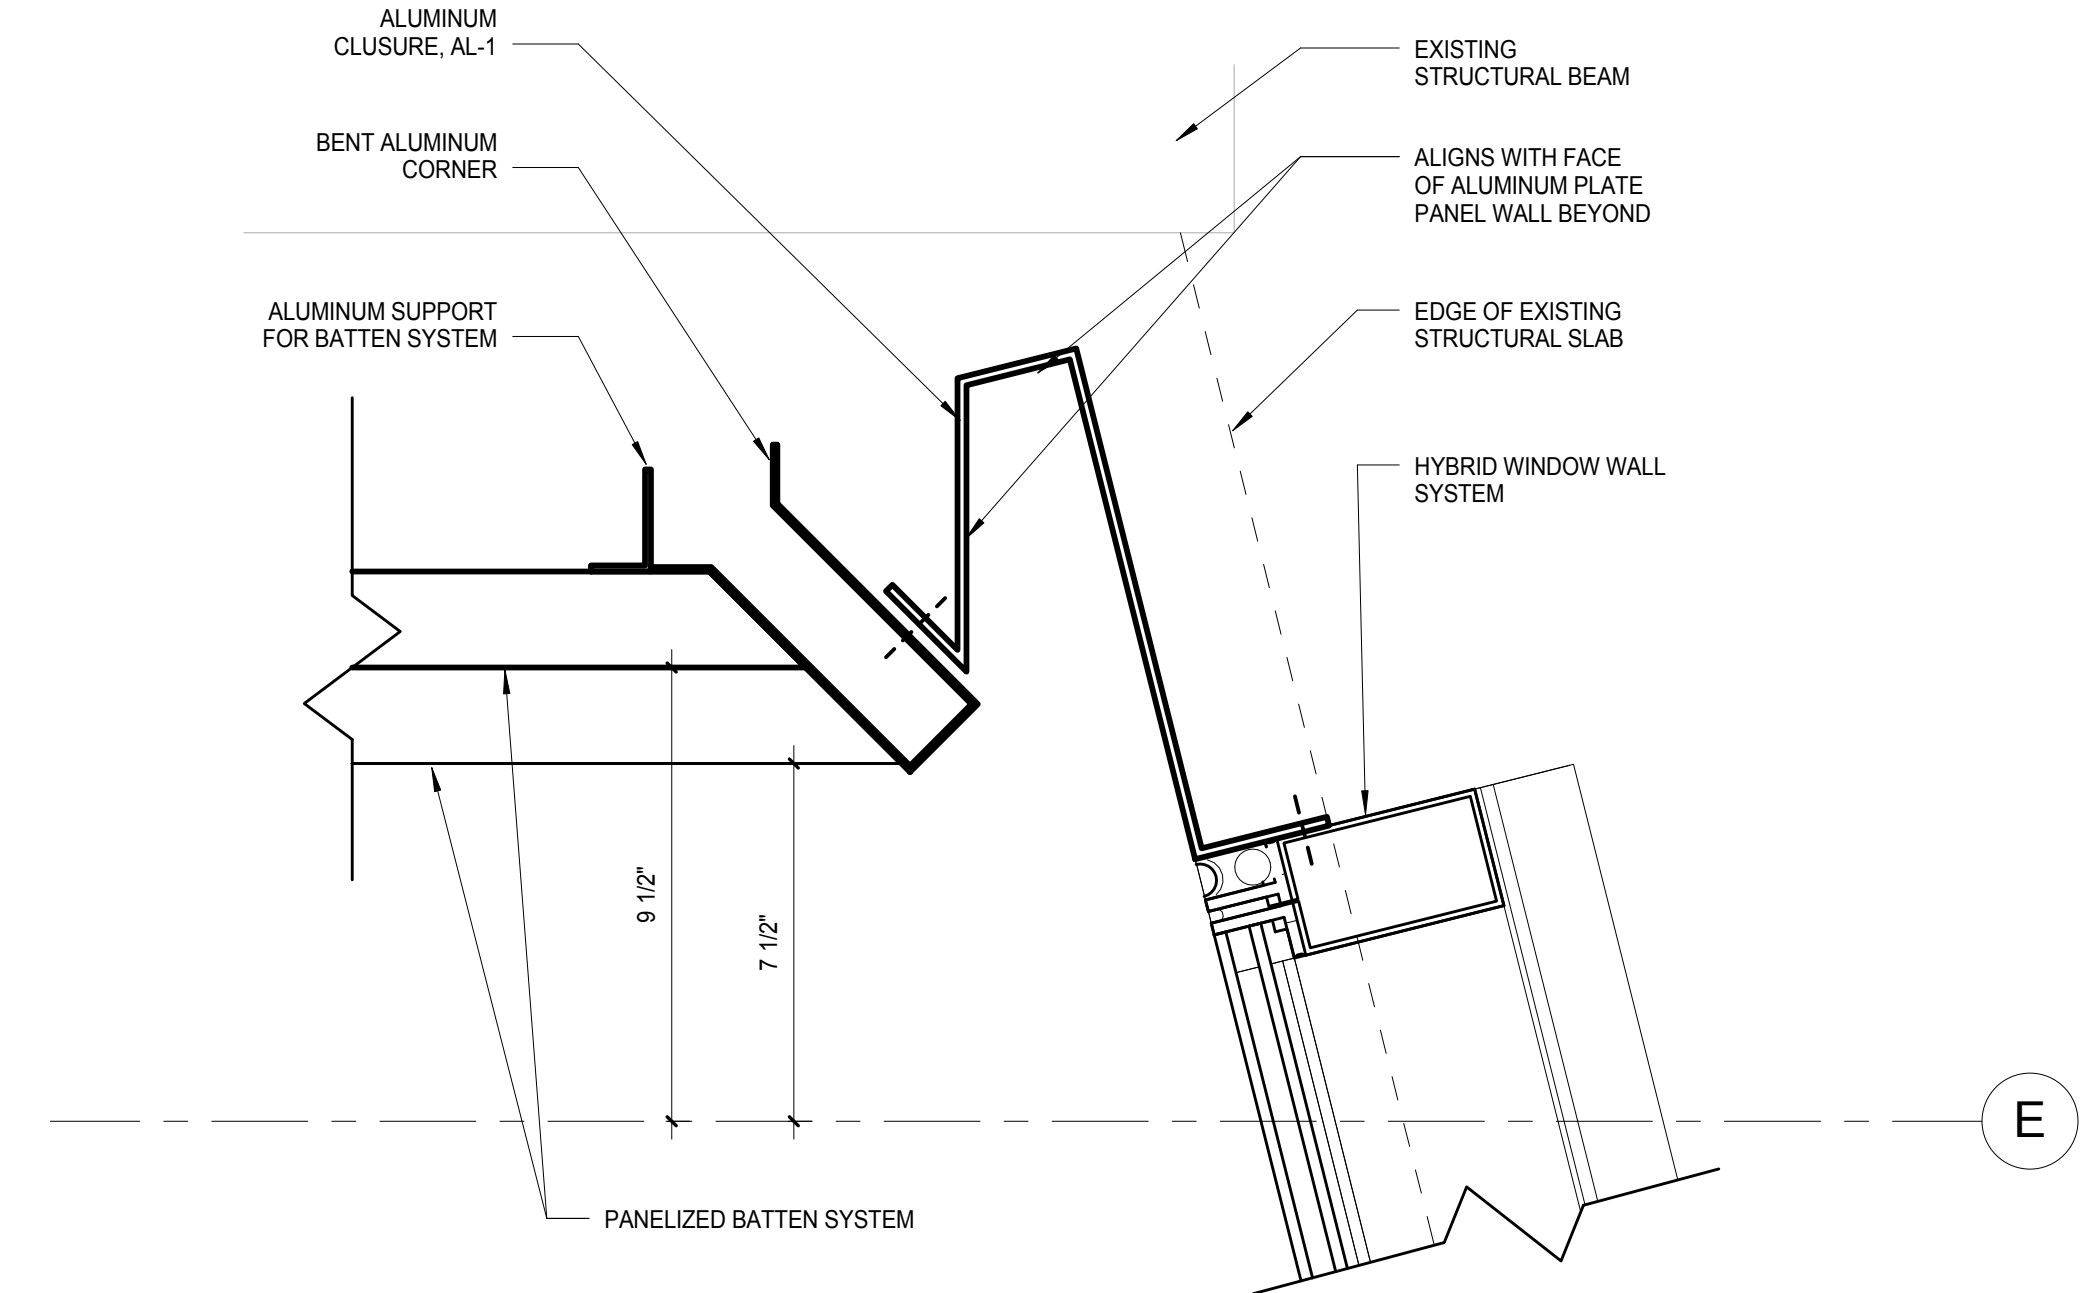 ALUMINUM
CLUSURE, AL-1
BENT ALUMINUM
CORNER
ALUMINUM SUPPORT
FOR BATTEN SYSTEM
EXISTING
STRUCTURAL BEAM
ALIGNS WITH FACE
OF ALUMINUM PLATE
PANEL WALL BEYOND
EDGE OF EXISTING
STRUCTURAL SLAB
HYBRID WINDOW WALL
SYSTEM
9 1/2"
7 1/2"
E
PANELIZED BATTEN SYSTEM